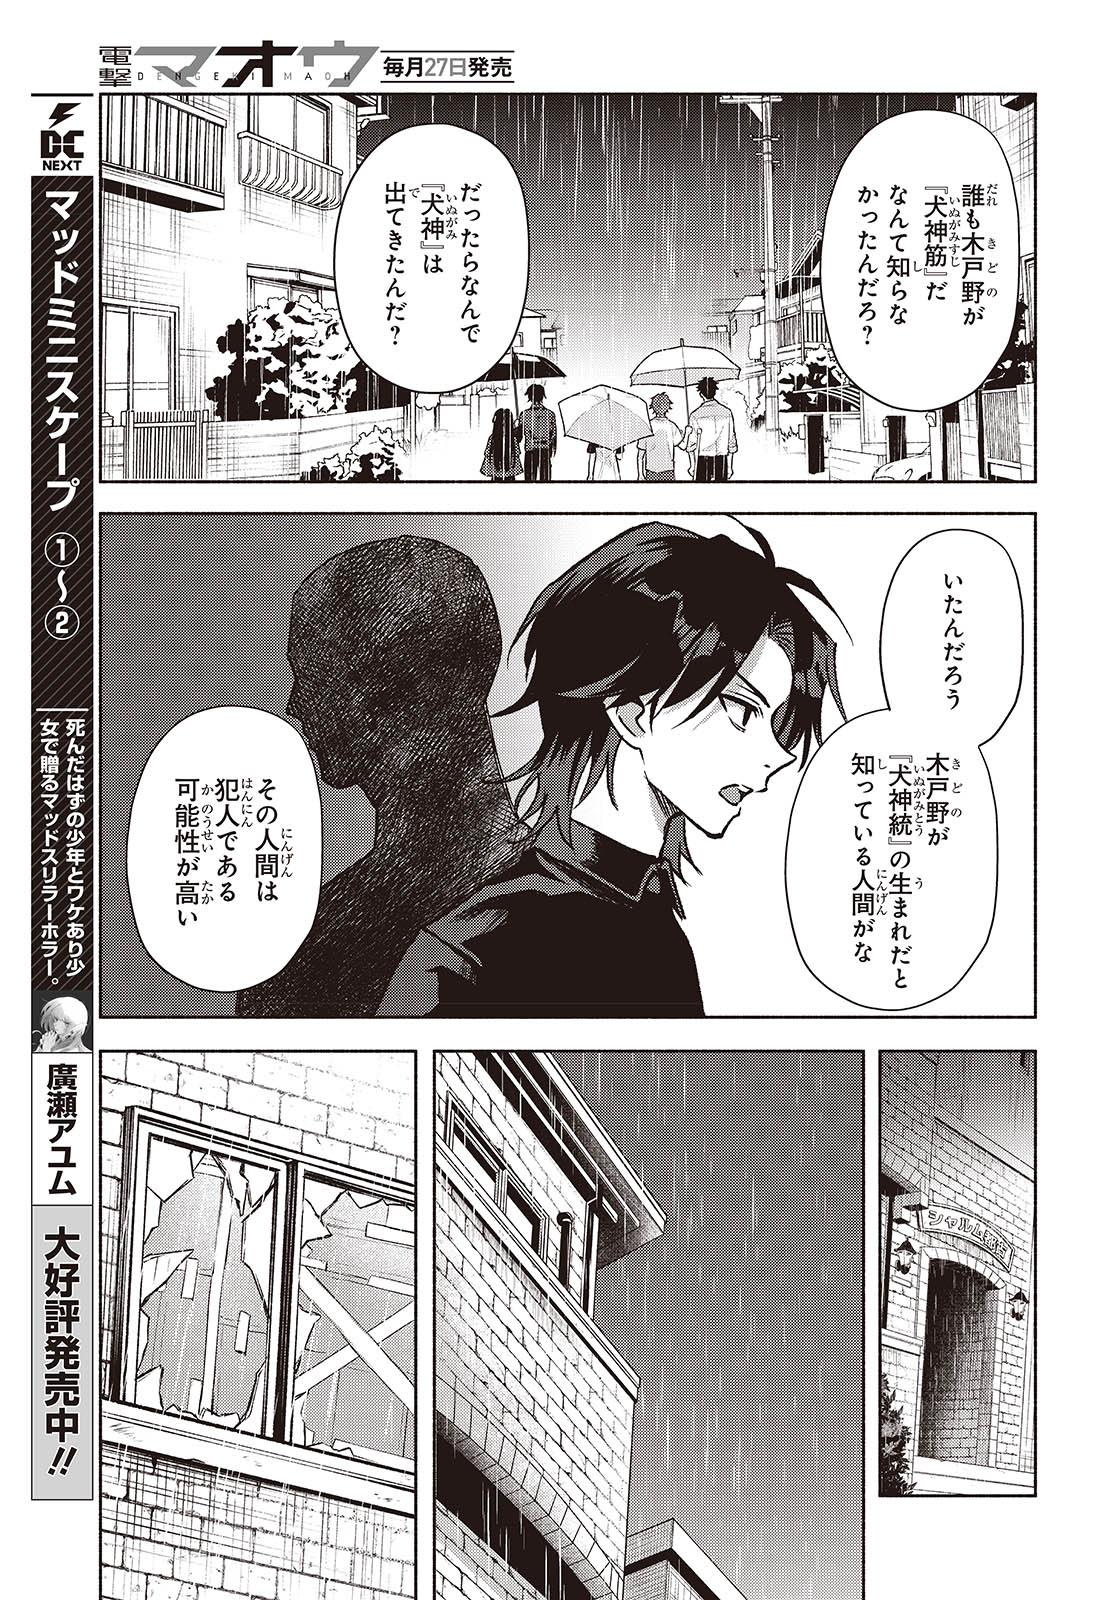 電撃マオウ
DENGEKI MAOH
毎月27日発売
誰も木戸野が
『犬神筋』だ
なんて知らな
かったんだろ?
だったらなんで
『犬神』は
出てきたんだ?
いたんだろう
木戸野が
『犬神統』の生まれだと
知っている人間がな
その人間は
犯人である
可能性が高い
シャルム教室
DC
NEXT
マッドミニスケープ ①〜②
死んだはずの少年とワケあり少
女で贈るマッドスリラーホラー。
廣瀬アユム
大好評発売中!!